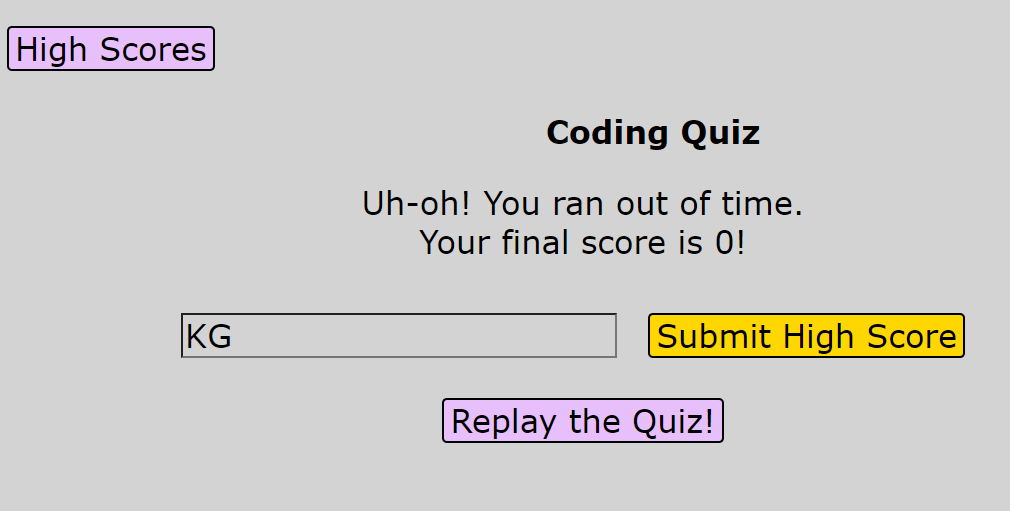 High Scores
Coding Quiz
Uh-oh! You ran out of time.
Your final score is 0!
KG
Submit High Score
Replay the Quiz!